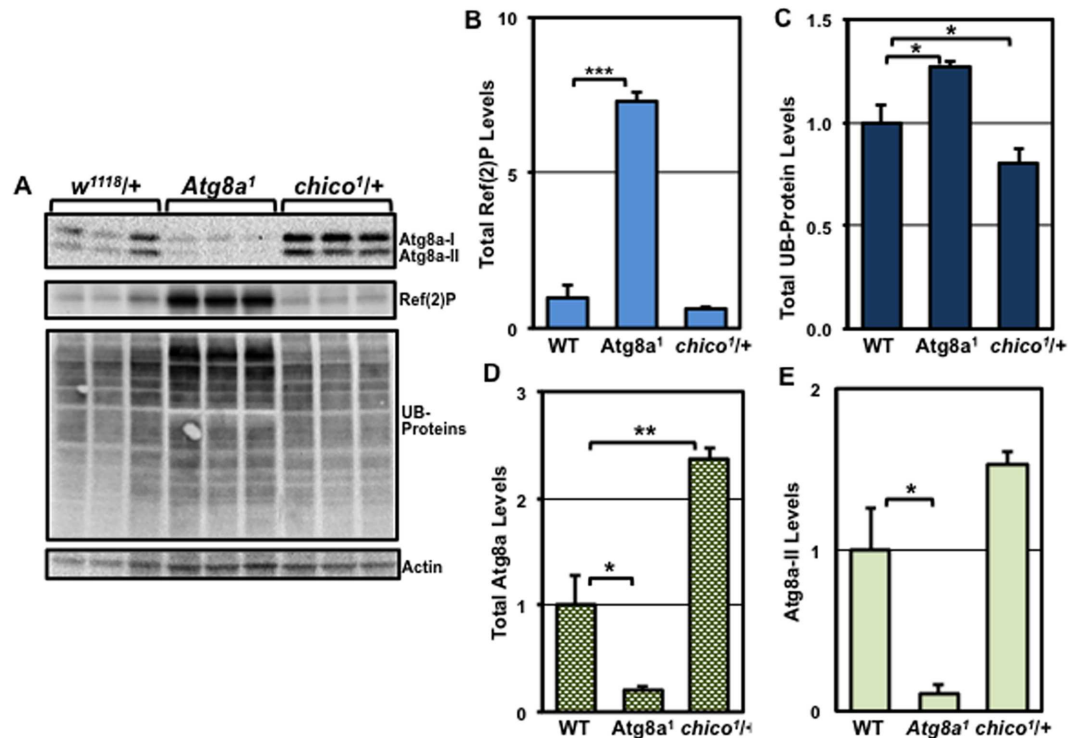 A
w¹¹¹⁸/+ Atg8a¹ chico¹/+
Atg8a-I
Atg8a-II
Ref(2)P
UB-
Proteins
Actin
B
Total Ref(2)P Levels
10
5
0
***
WT Atg8a¹ chico¹/+
C
Total UB-Protein Levels
1.5
1.0
0.5
0.0
*
*
WT Atg8a¹ chico¹/+
D
Total Atg8a Levels
3
2
1
0
**
*
WT Atg8a¹ chico¹/
E
Atg8a-II Levels
2
1
0
*
WT Atg8a¹ chico¹/+